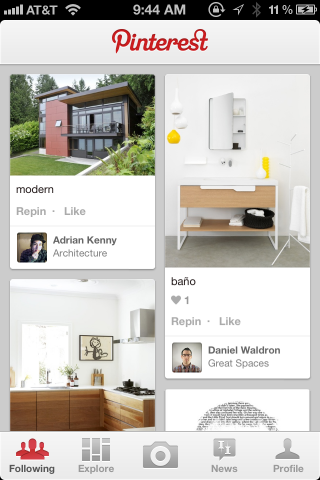 AT&T 9:44 AM 11 %
Pinterest
modern
Repin · Like
Adrian Kenny
Architecture
baño
1
Repin · Like
Daniel Waldron
Great Spaces
Following
Explore
News
Profile